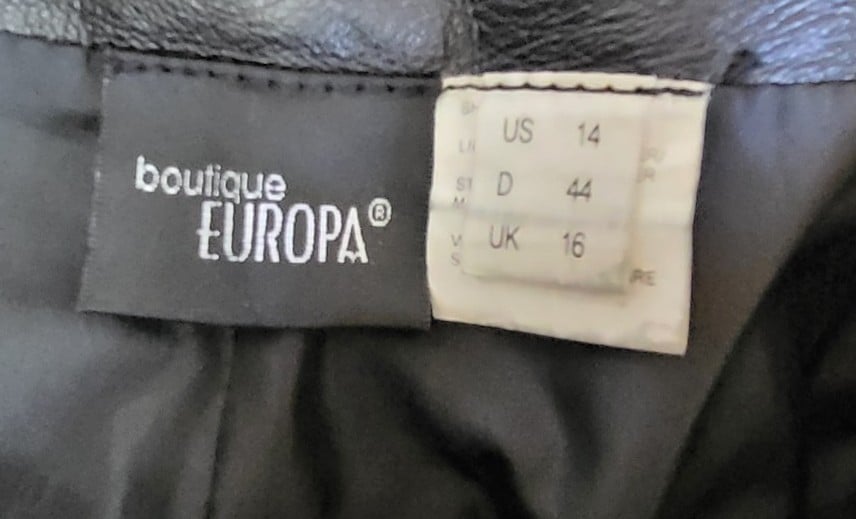 boutique
EUROPA®
US 14
D 44
UK 16